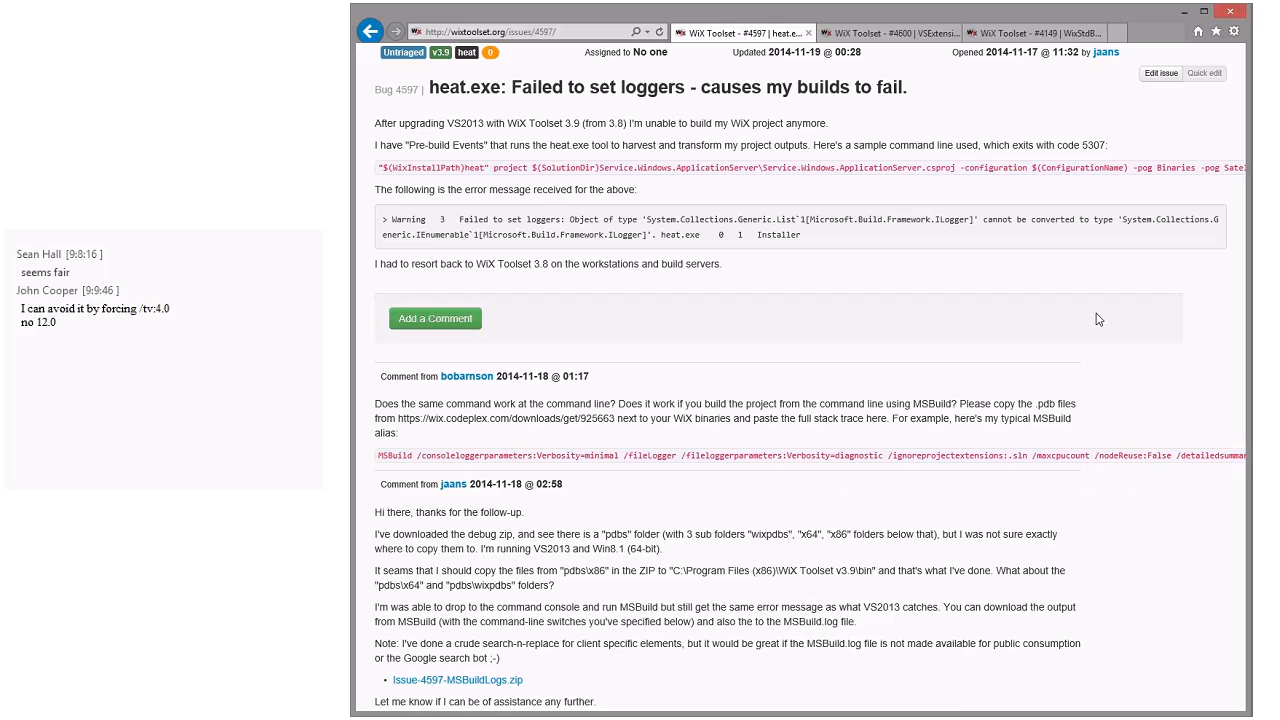 http://wixtoolset.org/issues/4597/
WiX Toolset - #4597 | heat.e...
WiX Toolset - #4600 | VSExtensi...
WiX Toolset - #4149 | WixStdB...
Untriaged v3.9 heat 0
Assigned to No one
Updated 2014-11-19 @ 00:28
Opened 2014-11-17 @ 11:32 by jaans
Edit issue Quick edit
Bug 4597 | heat.exe: Failed to set loggers - causes my builds to fail.
After upgrading VS2013 with WiX Toolset 3.9 (from 3.8) I'm unable to build my WiX project anymore.
I have "Pre-build Events" that runs the heat.exe tool to harvest and transform my project outputs. Here's a sample command line used, which exits with code 5307:
"$(WixInstallPath)heat" project $(SolutionDir)Service.Windows.ApplicationServer\Service.Windows.ApplicationServer.csproj -configuration $(ConfigurationName) -pog Binaries -pog Satel
The following is the error message received for the above:
> Warning 3 Failed to set loggers: Object of type 'System.Collections.Generic.List`1[Microsoft.Build.Framework.ILogger]' cannot be converted to type 'System.Collections.G
eneric.IEnumerable`1[Microsoft.Build.Framework.ILogger]'. heat.exe 0 1 Installer
I had to resort back to WiX Toolset 3.8 on the workstations and build servers.
Add a Comment
Comment from bobarnson 2014-11-18 @ 01:17
Does the same command work at the command line? Does it work if you build the project from the command line using MSBuild? Please copy the .pdb files
from https://wix.codeplex.com/downloads/get/925663 next to your WiX binaries and paste the full stack trace here. For example, here's my typical MSBuild
alias:
MSBuild /consoleloggerparameters:Verbosity=minimal /fileLogger /fileloggerparameters:Verbosity=diagnostic /ignoreprojectextensions:.sln /maxcpucount /nodeReuse:False /detailedsummar
Comment from jaans 2014-11-18 @ 02:58
Hi there, thanks for the follow-up.
I've downloaded the debug zip, and see there is a "pdbs" folder (with 3 sub folders "wixpdbs", "x64", "x86" folders below that), but I was not sure exactly
where to copy them to. I'm running VS2013 and Win8.1 (64-bit).
It seams that I should copy the files from "pdbs\x86" in the ZIP to "C:\Program Files (x86)\WiX Toolset v3.9\bin" and that's what I've done. What about the
"pdbs\x64" and "pdbs\wixpdbs" folders?
I'm was able to drop to the command console and run MSBuild but still get the same error message as what VS2013 catches. You can download the output
from MSBuild (with the command-line switches you've specified below) and also the to the MSBuild.log file.
Note: I've done a crude search-n-replace for client specific elements, but it would be great if the MSBuild.log file is not made available for public consumption
or the Google search bot ;-)
• Issue-4597-MSBuildLogs.zip
Let me know if I can be of assistance any further.
Sean Hall [9:8:16 ]
seems fair
John Cooper [9:9:46 ]
I can avoid it by forcing /tv:4.0
no 12.0